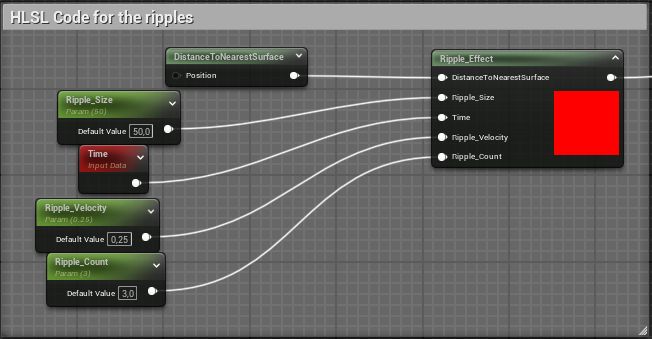 HLSL Code for the ripples
DistanceToNearestSurface
Position
Ripple_Size
Param (50)
Default Value 50,0
Time
Input Data
Ripple_Velocity
Param (0.25)
Default Value 0,25
Ripple_Count
Param (3)
Default Value 3,0
Ripple_Effect
DistanceToNearestSurface
Ripple_Size
Time
Ripple_Velocity
Ripple_Count